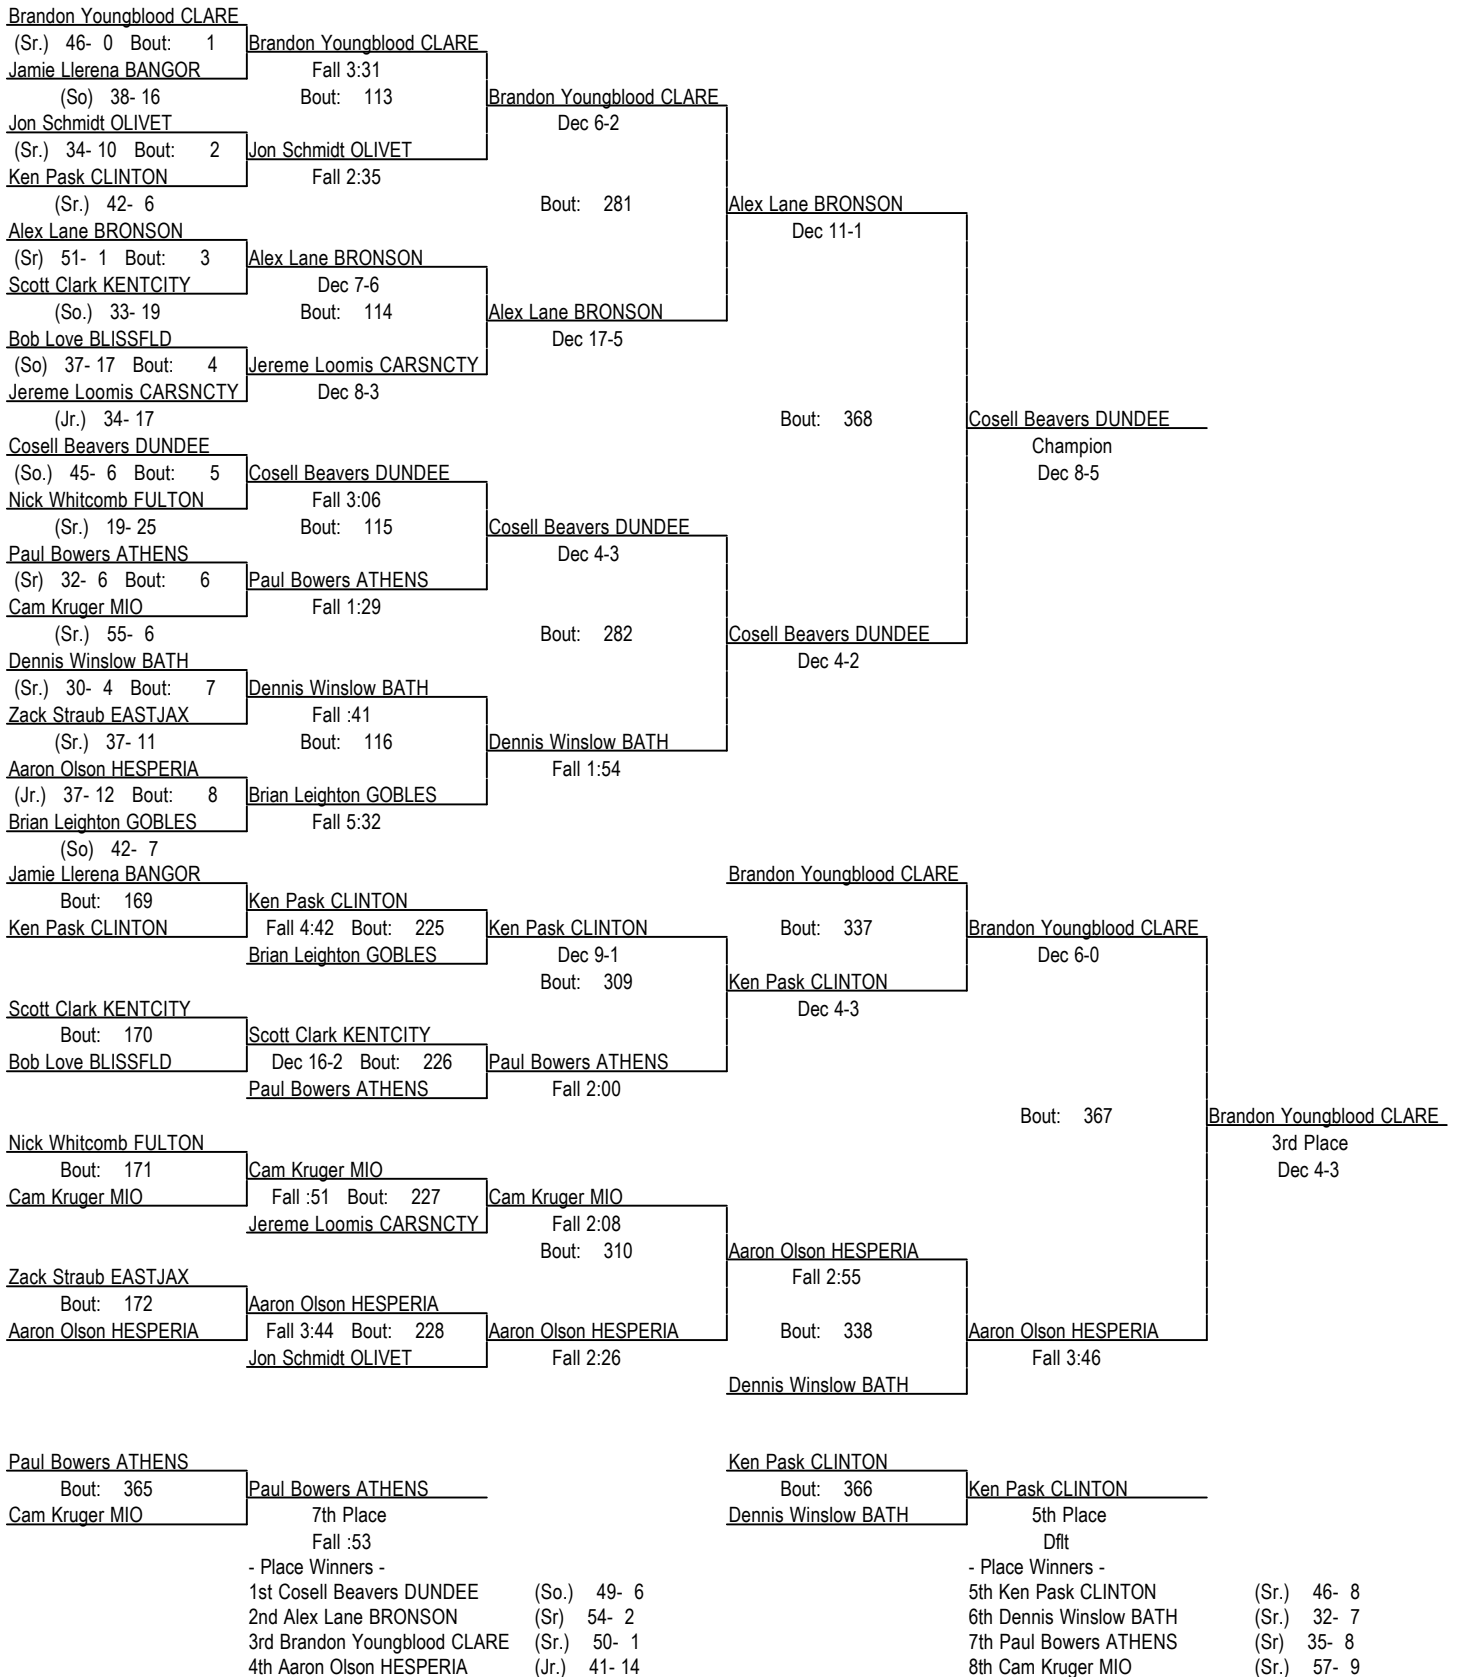 Brandon Youngblood CLARE
(Sr.) 46- 0 Bout: 1 Brandon Youngblood CLARE
Jamie Llerena BANGOR Fall 3:31
(So) 38- 16 Bout: 113 Brandon Youngblood CLARE
Jon Schmidt OLIVET Dec 6-2
(Sr.) 34- 10 Bout: 2 Jon Schmidt OLIVET
Ken Pask CLINTON Fall 2:35
(Sr.) 42- 6 Bout: 281 Alex Lane BRONSON
Alex Lane BRONSON Dec 11-1
(Sr) 51- 1 Bout: 3 Alex Lane BRONSON
Scott Clark KENTCITY Dec 7-6
(So.) 33- 19 Bout: 114 Alex Lane BRONSON
Bob Love BLISSFLD Dec 17-5
(So) 37- 17 Bout: 4 Jereme Loomis CARSNCTY
Jereme Loomis CARSNCTY Dec 8-3
(Jr.) 34- 17 Bout: 368 Cosell Beavers DUNDEE
Cosell Beavers DUNDEE Champion
(So.) 45- 6 Bout: 5 Cosell Beavers DUNDEE Dec 8-5
Nick Whitcomb FULTON Fall 3:06
(Sr.) 19- 25 Bout: 115 Cosell Beavers DUNDEE
Paul Bowers ATHENS Dec 4-3
(Sr) 32- 6 Bout: 6 Paul Bowers ATHENS
Cam Kruger MIO Fall 1:29
(Sr.) 55- 6 Bout: 282 Cosell Beavers DUNDEE
Dennis Winslow BATH Dec 4-2
(Sr.) 30- 4 Bout: 7 Dennis Winslow BATH
Zack Straub EASTJAX Fall :41
(Sr.) 37- 11 Bout: 116 Dennis Winslow BATH
Aaron Olson HESPERIA Fall 1:54
(Jr.) 37- 12 Bout: 8 Brian Leighton GOBLES
Brian Leighton GOBLES Fall 5:32
(So) 42- 7
Jamie Llerena BANGOR Brandon Youngblood CLARE
Bout: 169 Ken Pask CLINTON
Ken Pask CLINTON Fall 4:42 Bout: 225 Ken Pask CLINTON Bout: 337 Brandon Youngblood CLARE
Brian Leighton GOBLES Dec 9-1 Dec 6-0
Bout: 309 Ken Pask CLINTON
Scott Clark KENTCITY Dec 4-3
Bout: 170 Scott Clark KENTCITY
Bob Love BLISSFLD Dec 16-2 Bout: 226 Paul Bowers ATHENS
Paul Bowers ATHENS Fall 2:00
Bout: 367 Brandon Youngblood CLARE
Nick Whitcomb FULTON 3rd Place
Bout: 171 Cam Kruger MIO Dec 4-3
Cam Kruger MIO Fall :51 Bout: 227 Cam Kruger MIO
Jereme Loomis CARSNCTY Fall 2:08
Bout: 310 Aaron Olson HESPERIA
Zack Straub EASTJAX Fall 2:55
Bout: 172 Aaron Olson HESPERIA
Aaron Olson HESPERIA Fall 3:44 Bout: 228 Aaron Olson HESPERIA Bout: 338 Aaron Olson HESPERIA
Jon Schmidt OLIVET Fall 2:26 Fall 3:46
Dennis Winslow BATH
Paul Bowers ATHENS Ken Pask CLINTON
Bout: 365 Paul Bowers ATHENS Bout: 366 Ken Pask CLINTON
Cam Kruger MIO 7th Place Dennis Winslow BATH 5th Place
Fall :53 Dflt
- Place Winners - - Place Winners -
1st Cosell Beavers DUNDEE (So.) 49- 6 5th Ken Pask CLINTON (Sr.) 46- 8
2nd Alex Lane BRONSON (Sr) 54- 2 6th Dennis Winslow BATH (Sr.) 32- 7
3rd Brandon Youngblood CLARE (Sr.) 50- 1 7th Paul Bowers ATHENS (Sr) 35- 8
4th Aaron Olson HESPERIA (Jr.) 41- 14 8th Cam Kruger MIO (Sr.) 57- 9